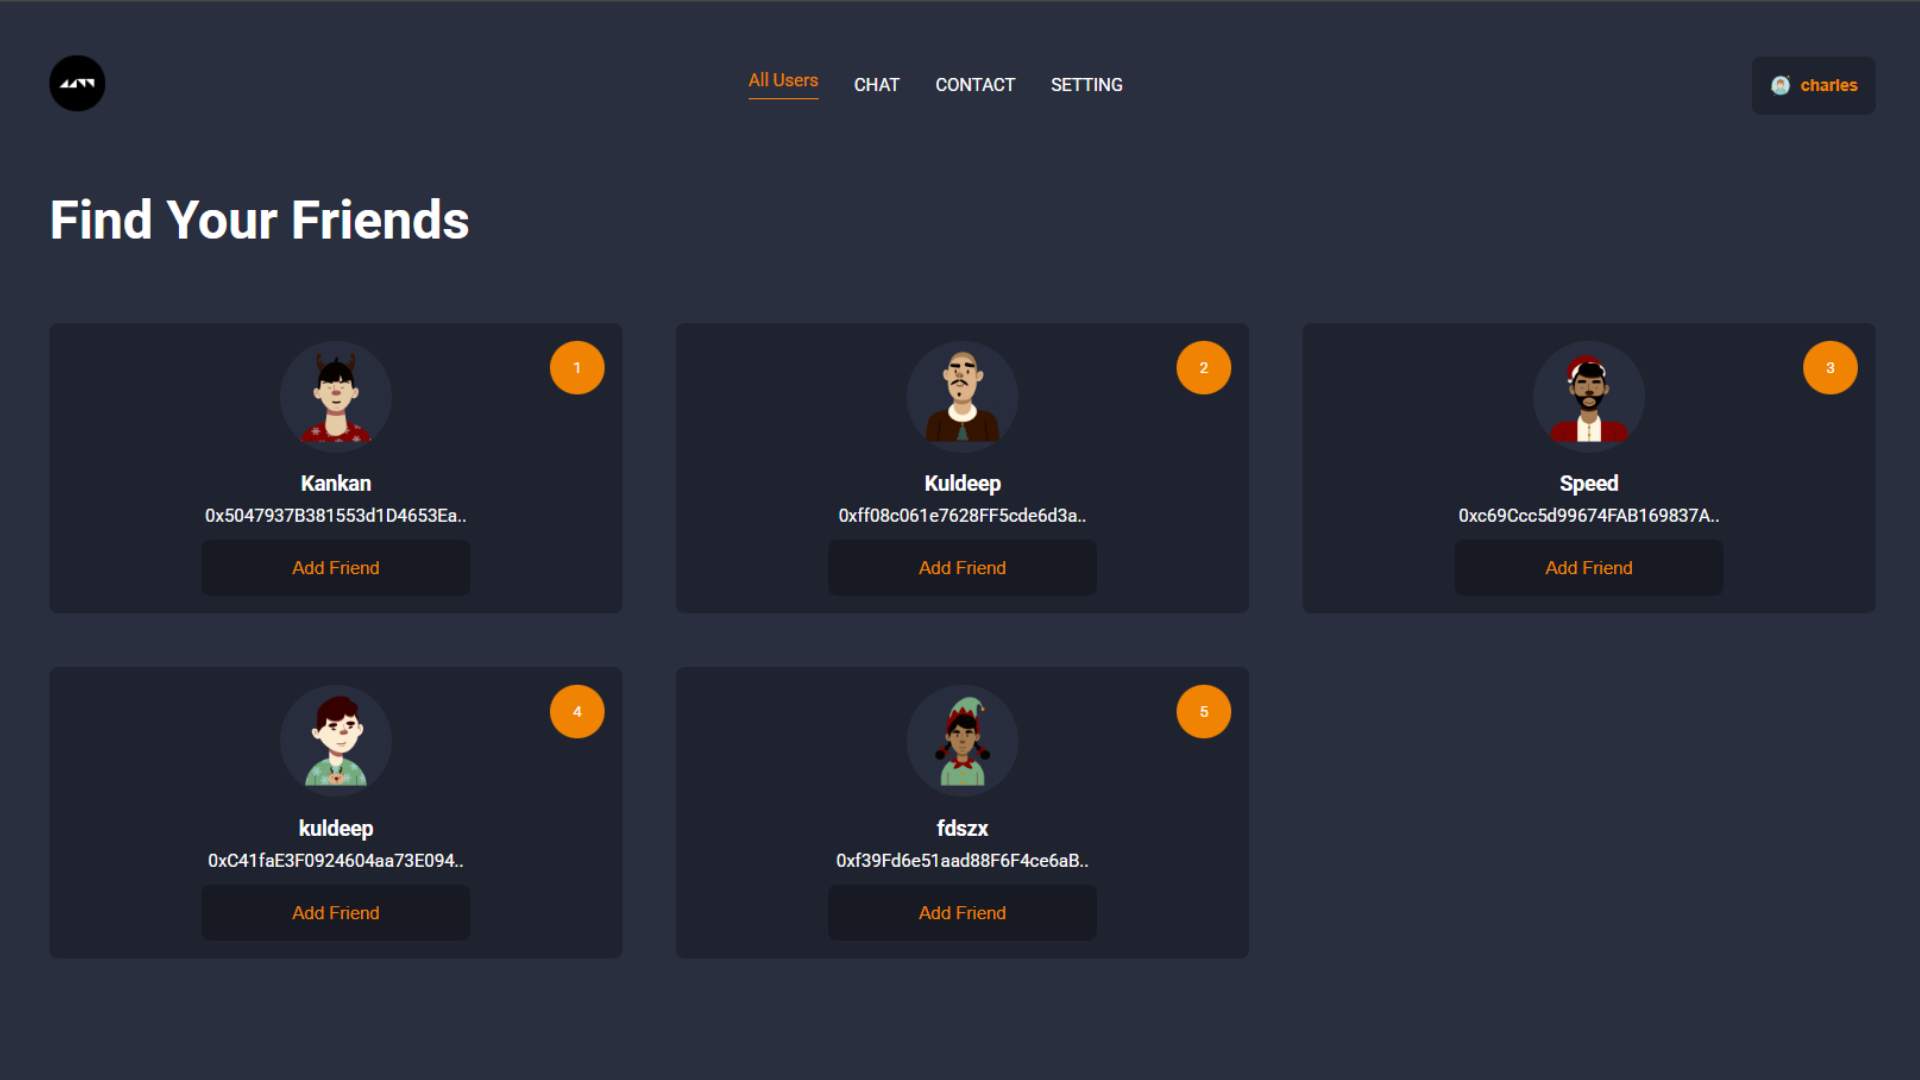 All Users CHAT CONTACT SETTING charles
Find Your Friends
1
Kankan
0x5047937B381553d1D4653Ea..
Add Friend
2
Kuldeep
0xff08c061e7628FF5cde6d3a..
Add Friend
3
Speed
0xc69Ccc5d99674FAB169837A..
Add Friend
4
kuldeep
0xC41faE3F0924604aa73E094..
Add Friend
5
fdszx
0xf39Fd6e51aad88F6F4ce6aB..
Add Friend